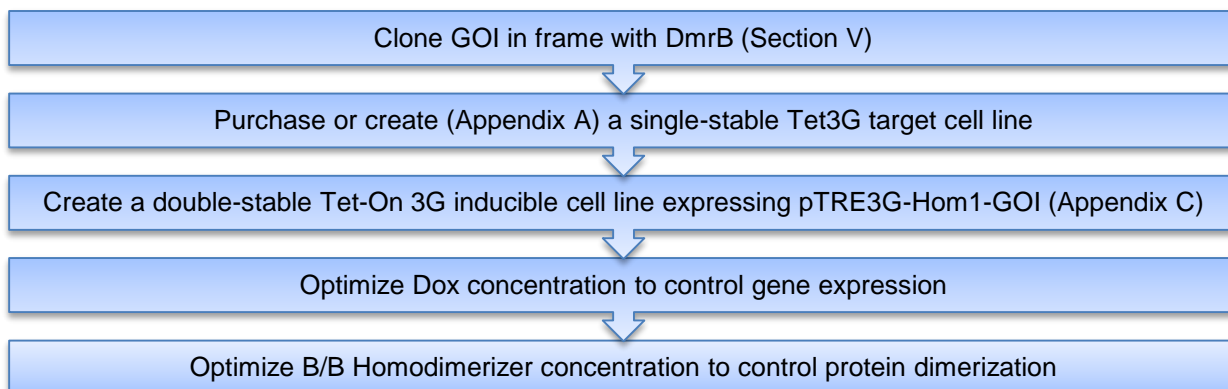 Clone GOI in frame with DmrB (Section V)
Purchase or create (Appendix A) a single-stable Tet3G target cell line
Create a double-stable Tet-On 3G inducible cell line expressing pTRE3G-Hom1-GOI (Appendix C)
Optimize Dox concentration to control gene expression
Optimize B/B Homodimerizer concentration to control protein dimerization